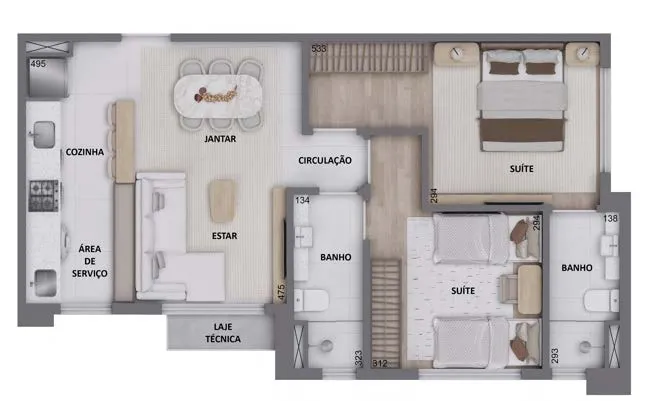 533
495
JANTAR
COZINHA
CIRCULAÇÃO
SUÍTE
294
134
294
138
ESTAR
ÁREA
DE
SERVIÇO
BANHO
BANHO
SUÍTE
475
LAJE
TÉCNICA
323
312
293